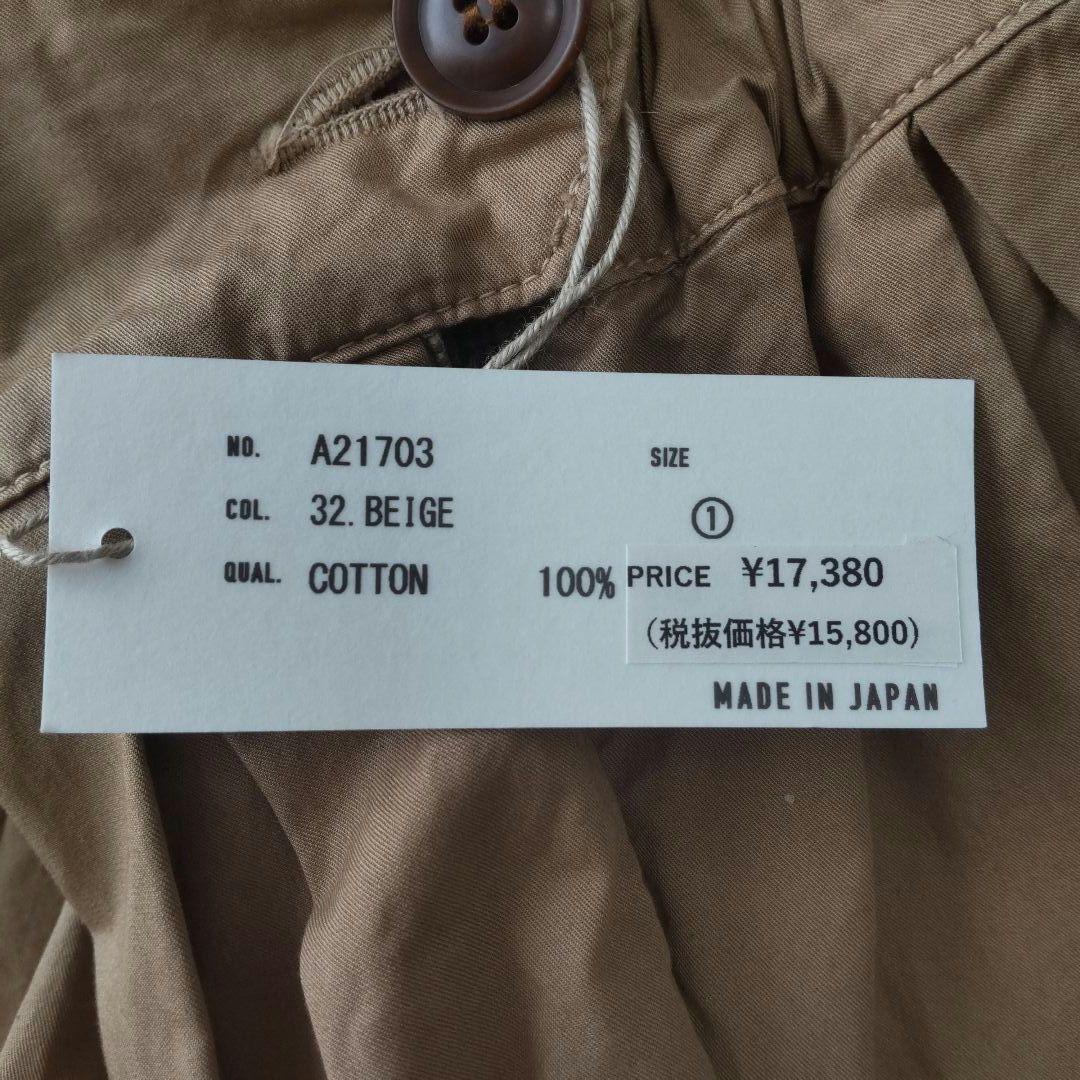 NO. A21703 SIZE
COL. 32. BEIGE ①
QUAL. COTTON 100% PRICE ¥17,380
(税抜価格¥15,800)
MADE IN JAPAN